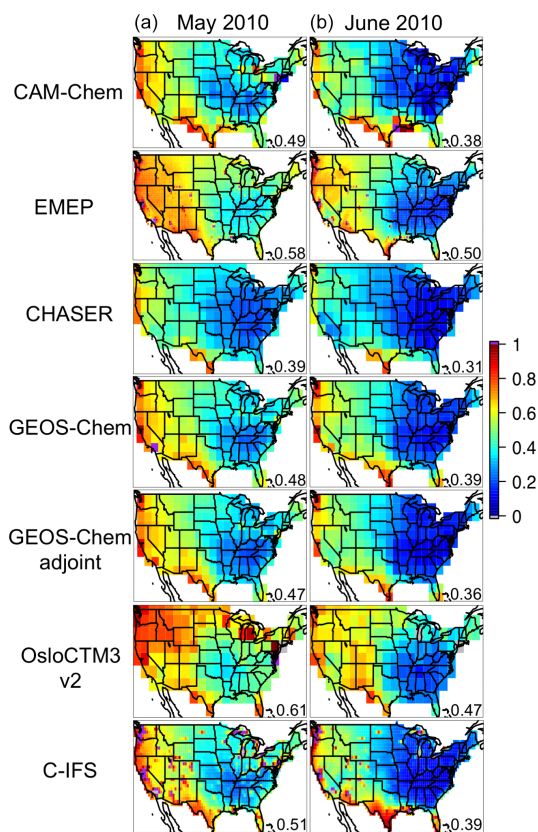 (a) May 2010 (b) June 2010
CAM-Chem
0.49 0.38
EMEP
0.58 0.50
CHASER
0.39 0.31
GEOS-Chem
0.48 0.39
GEOS-Chem
adjoint
0.47 0.36
OsloCTM3
v2
0.61 0.47
C-IFS
0.51 0.39
1
0.8
0.6
0.4
0.2
0